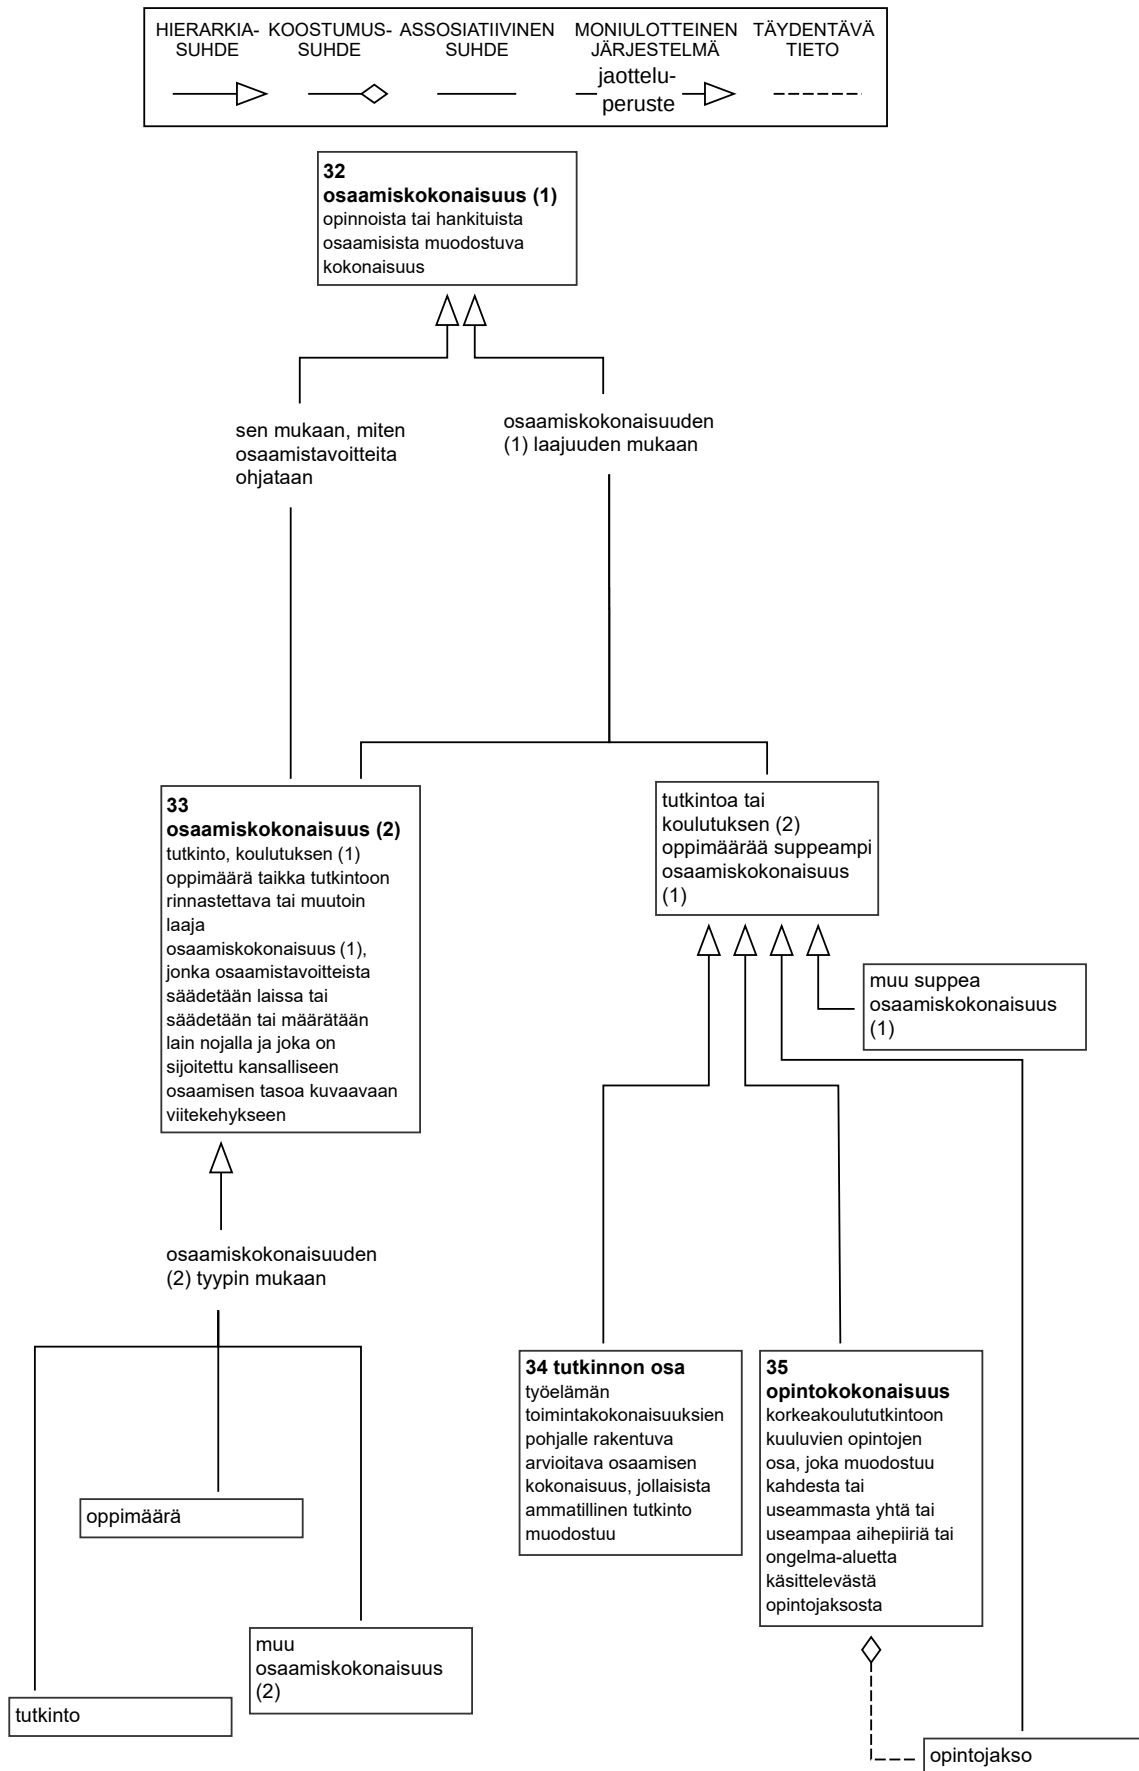 HIERARKIA-
SUHDE
KOOSTUMUS-
SUHDE
ASSOSIATIIVINEN
SUHDE
MONIULOTTEINEN
JÄRJESTELMÄ
jaottelu-
peruste
TÄYDENTÄVÄ
TIETO
32
osaamiskokonaisuus (1)
opinnoista tai hankituista
osaamisista muodostuva
kokonaisuus
sen mukaan, miten
osaamistavoitteita
ohjataan
osaamiskokonaisuuden
(1) laajuuden mukaan
33
osaamiskokonaisuus (2)
tutkinto, koulutuksen (1)
oppimäärä taikka tutkintoon
rinnastettava tai muutoin
laaja
osaamiskokonaisuus (1),
jonka osaamistavoitteista
säädetään laissa tai
säädetään tai määrätään
lain nojalla ja joka on
sijoitettu kansalliseen
osaamisen tasoa kuvaavaan
viitekehykseen
tutkintoa tai
koulutuksen (2)
oppimäärää suppeampi
osaamiskokonaisuus
(1)
muu suppea
osaamiskokonaisuus
(1)
osaamiskokonaisuuden
(2) tyypin mukaan
34 tutkinnon osa
työelämän
toimintakokonaisuuksien
pohjalle rakentuva
arvioitava osaamisen
kokonaisuus, jollaisista
ammatillinen tutkinto
muodostuu
35
opintokokonaisuus
korkeakoulututkintoon
kuuluvien opintojen
osa, joka muodostuu
kahdesta tai
useammasta yhtä tai
useampaa aihepiiriä tai
ongelma-aluetta
käsittelevästä
opintojaksosta
oppimäärä
muu
osaamiskokonaisuus
(2)
tutkinto
opintojakso